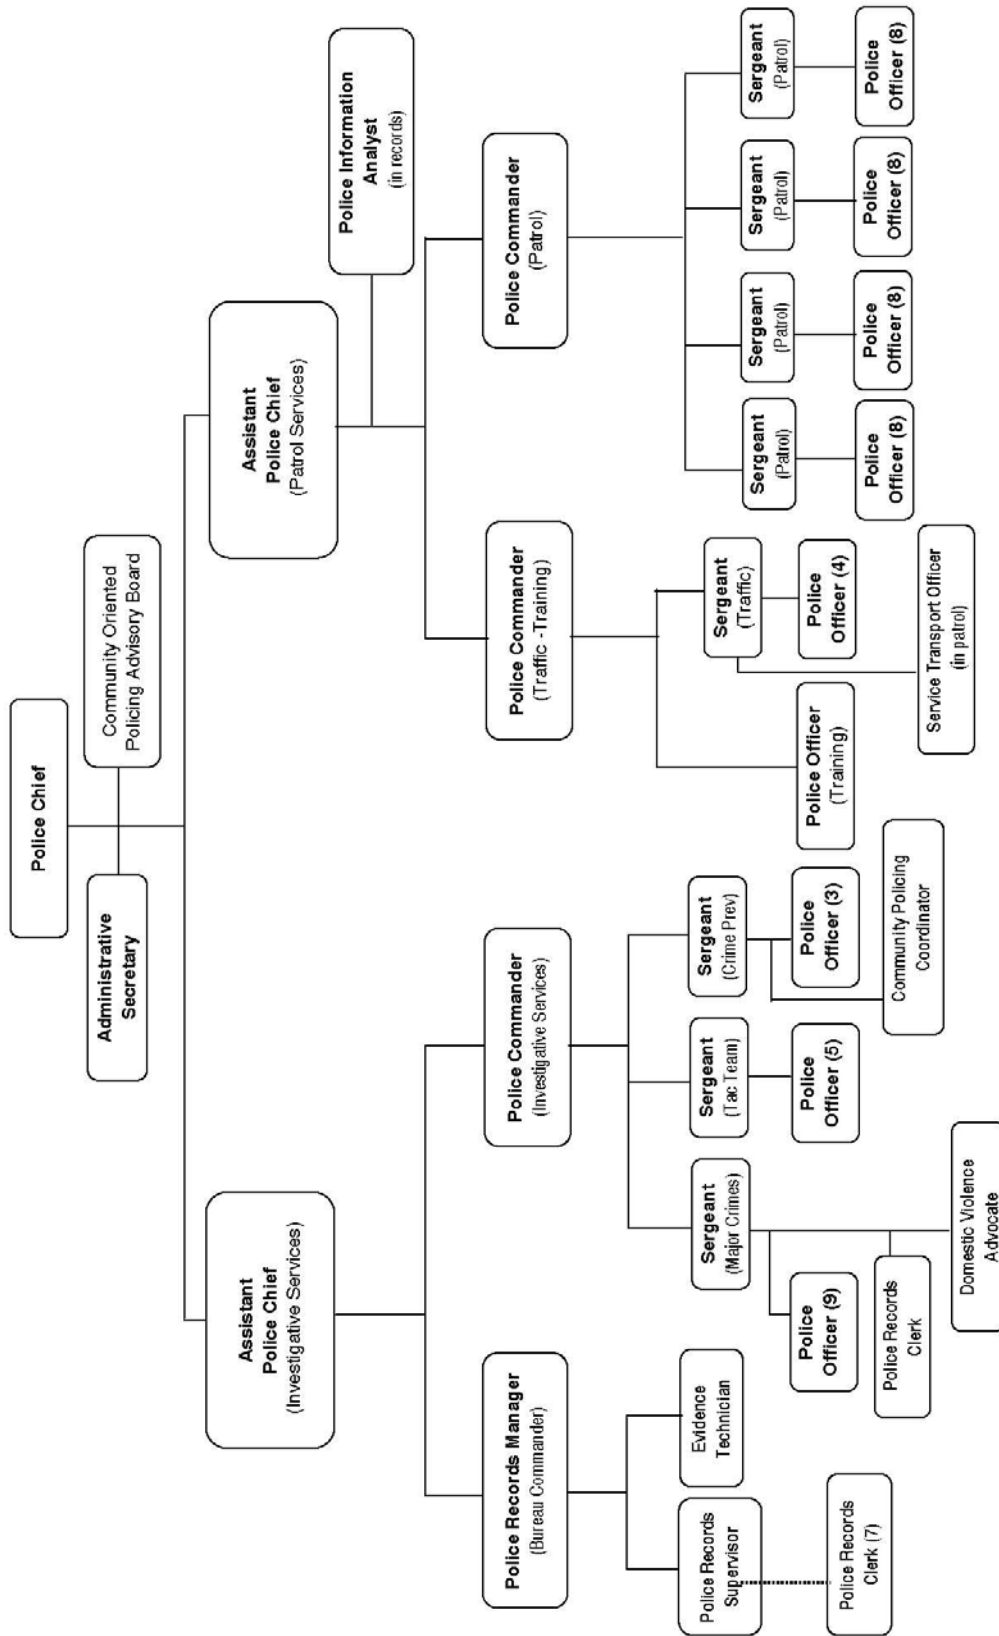 Police Chief
Administrative
Secretary
Community Oriented
Policing Advisory Board
Assistant
Police Chief
(Investigative Services)
Assistant
Police Chief
(Patrol Services)
Police Information
Analyst
(in records)
Police Records Manager
(Bureau Commander)
Police Commander
(Investigative Services)
Police Commander
(Traffic -Training)
Police Commander
(Patrol)
Police Records
Supervisor
Evidence
Technician
Police Records
Clerk (7)
Sergeant
(Major Crimes)
Sergeant
(Tac Team)
Sergeant
(Crime Prev)
Police
Officer (9)
Police Records
Clerk
Domestic Violence
Advocate
Police
Officer (5)
Police
Officer (3)
Community Policing
Coordinator
Police Officer
(Training)
Sergeant
(Traffic)
Police
Officer (4)
Service Transport Officer
(in patrol)
Sergeant
(Patrol)
Sergeant
(Patrol)
Sergeant
(Patrol)
Sergeant
(Patrol)
Police
Officer (8)
Police
Officer (8)
Police
Officer (8)
Police
Officer (8)